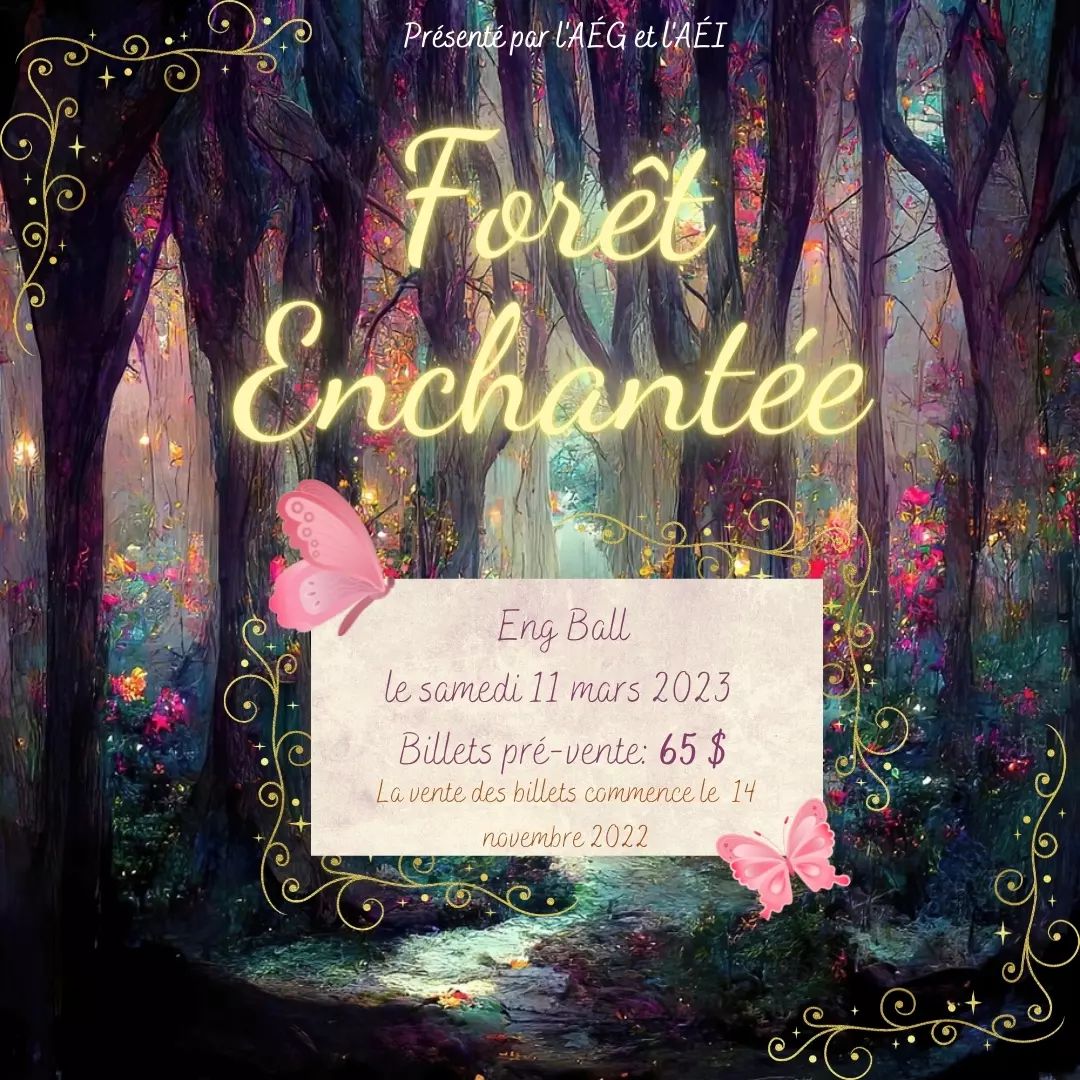 Présenté par l'AÉG et l'AÉI
Forêt
Enchantée
Eng Ball
le samedi 11 mars 2023
Billets pré-vente: 65 $
La vente des billets commence le 14
novembre 2022